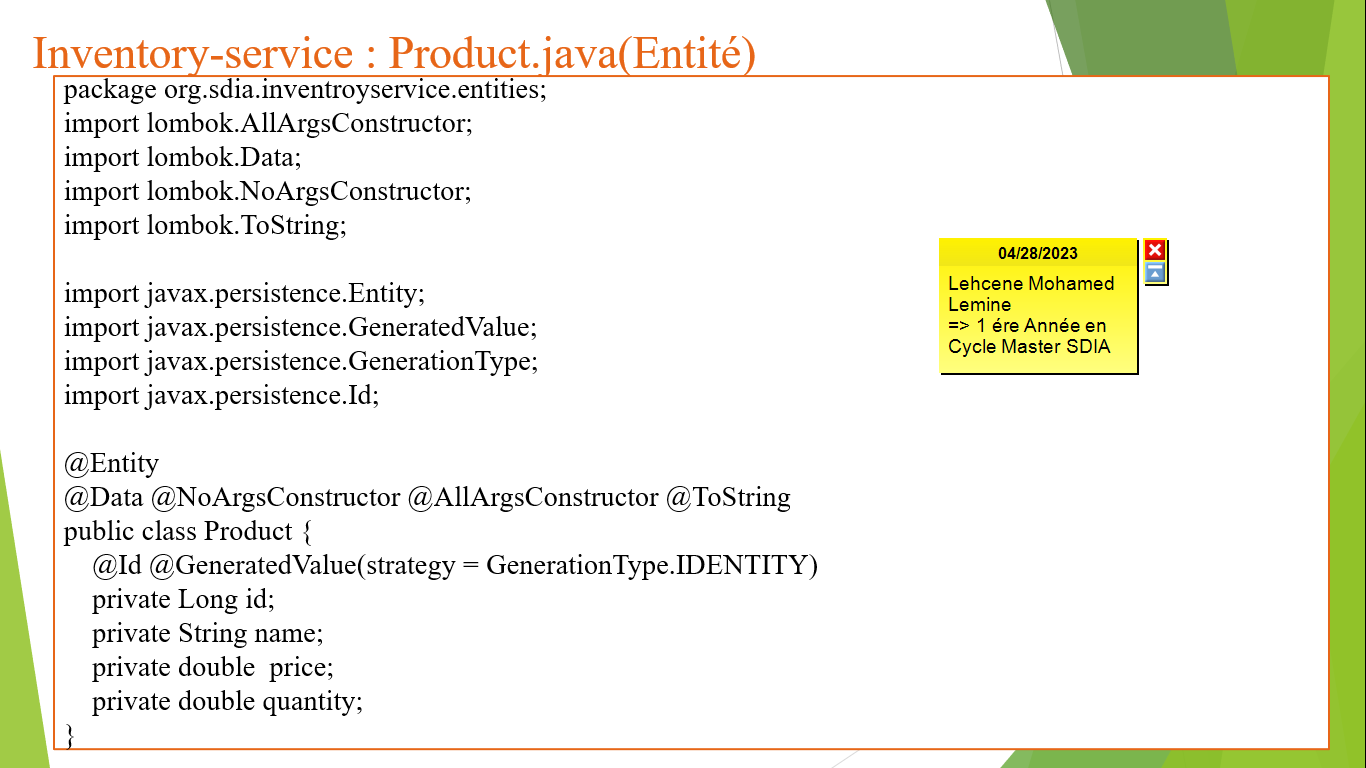 Inventory-service : Product.java(Entité)
package org.sdia.inventroyservice.entities;
import lombok.AllArgsConstructor;
import lombok.Data;
import lombok.NoArgsConstructor;
import lombok.ToString;
import javax.persistence.Entity;
import javax.persistence.GeneratedValue;
import javax.persistence.GenerationType;
import javax.persistence.Id;
@Entity
@Data @NoArgsConstructor @AllArgsConstructor @ToString
public class Product {
@Id @GeneratedValue(strategy = GenerationType.IDENTITY)
private Long id;
private String name;
private double  price;
private double quantity;
}
04/28/2023
Lehcene Mohamed
Lemine
=> 1 ére Année en
Cycle Master SDIA